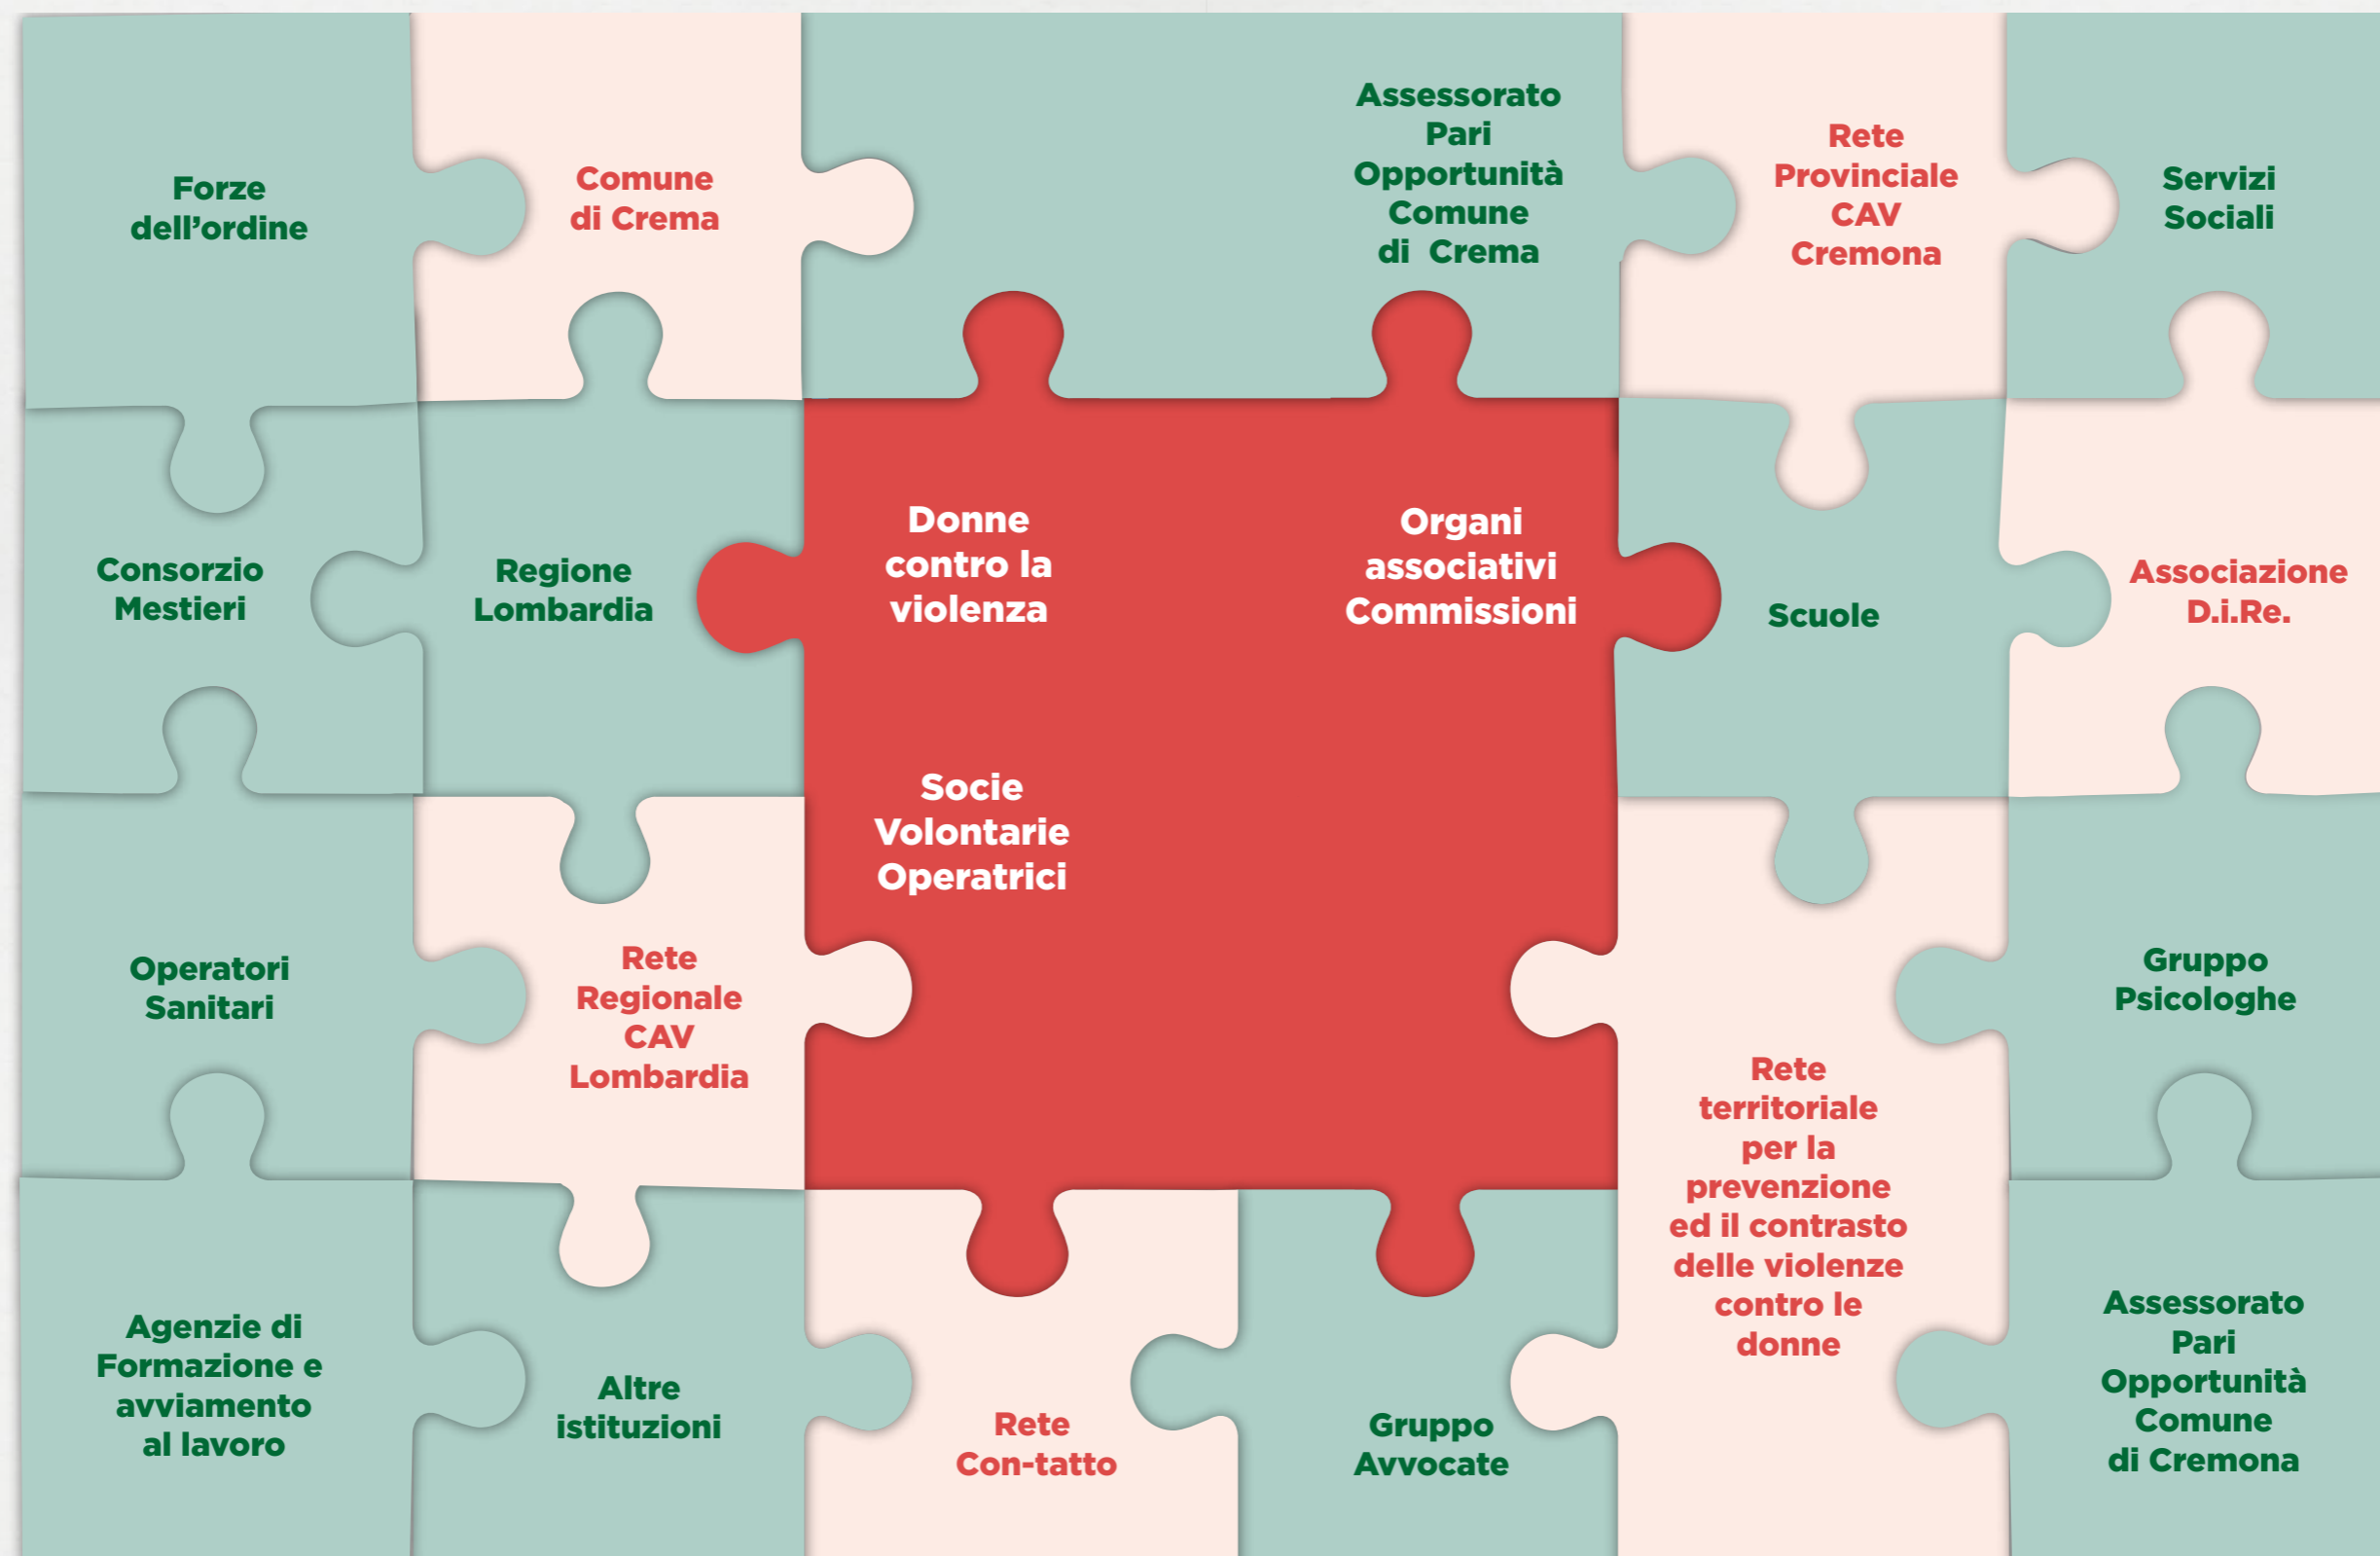 Forze
dell’ordine
Comune
di Crema
Assessorato
Pari
Opportunità
Comune
di Crema
Rete
Provinciale
CAV
Cremona
Servizi
Sociali
Consorzio
Mestieri
Regione
Lombardia
Donne
contro la
violenza
Organi
associativi
Commissioni
Scuole
Associazione
D.i.Re.
Socie
Volontarie
Operatrici
Operatori
Sanitari
Rete
Regionale
CAV
Lombardia
Rete
territoriale
per la
prevenzione
ed il contrasto
delle violenze
contro le
donne
Gruppo
Psicologhe
Agenzie di
Formazione e
avviamento
al lavoro
Altre
istituzioni
Rete
Con-tatto
Gruppo
Avvocate
Assessorato
Pari
Opportunità
Comune
di Cremona